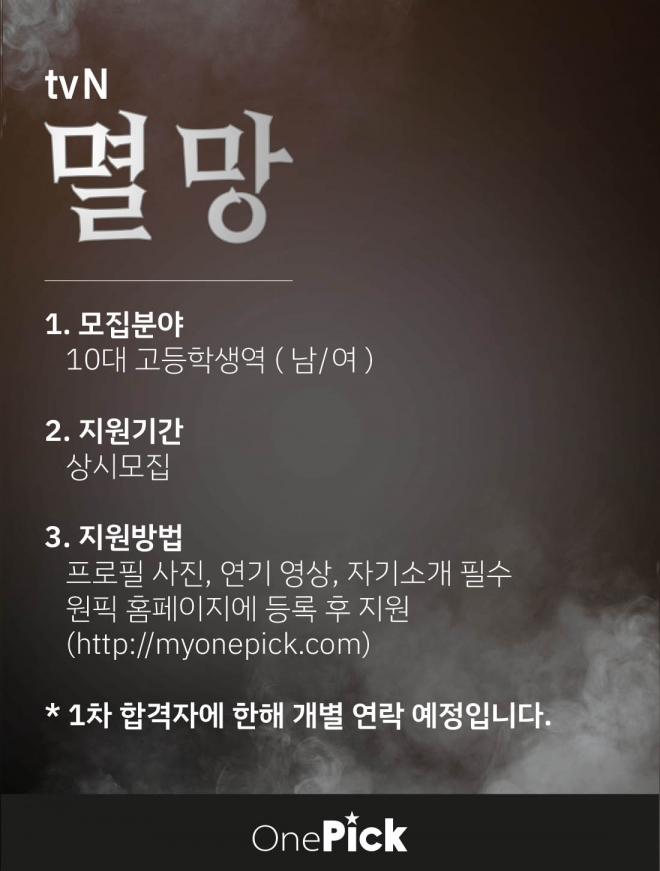 tvN
멸망
1. 모집분야
10대 고등학생역 ( 남/여 )
2. 지원기간
상시모집
3. 지원방법
프로필 사진, 연기 영상, 자기소개 필수
원픽 홈페이지에 등록 후 지원
(http://myonepick.com)
* 1차 합격자에 한해 개별 연락 예정입니다.
OnePick